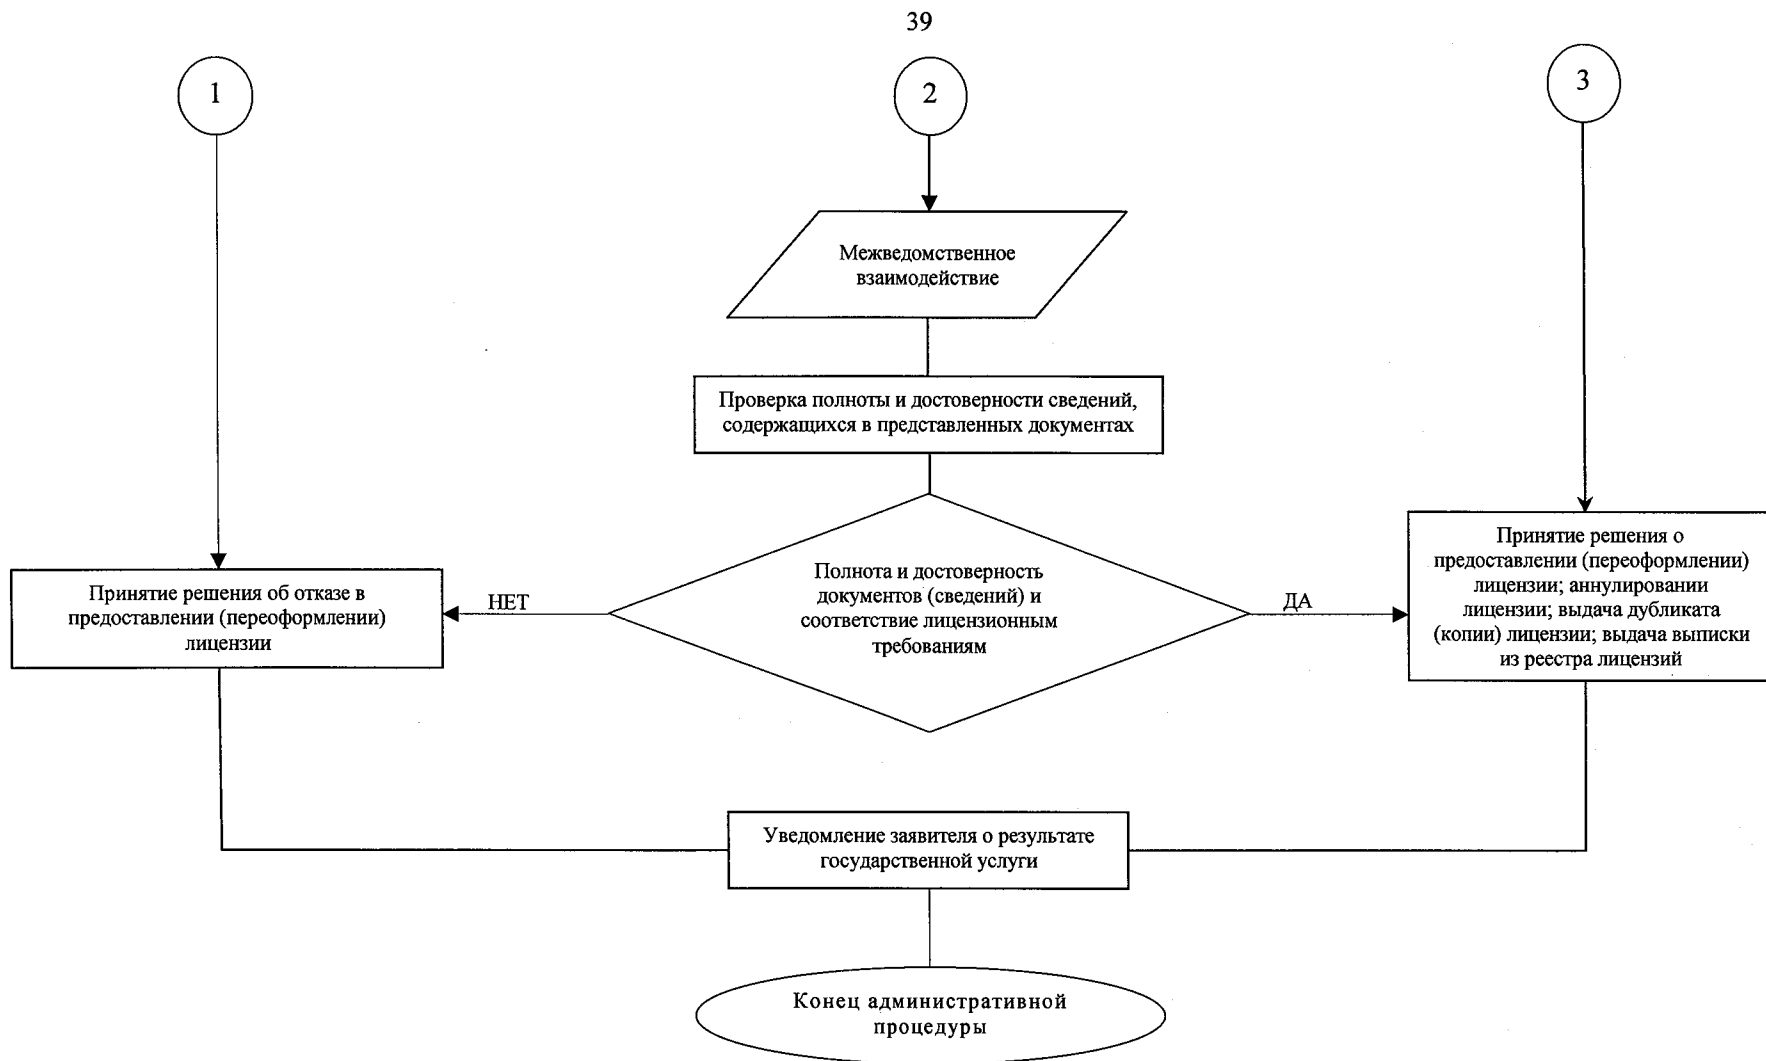 39
1
2
3
Межведомственное
взаимодействие
Проверка полноты и достоверности сведений,
содержащихся в представленных документах
Принятие решения об отказе в
предоставлении (переоформлении)
лицензии
НЕТ
Полнота и достоверность
документов (сведений) и
соответствие лицензионным
требованиям
ДА
Принятие решения о
предоставлении (переоформлении)
лицензии; аннулировании
лицензии; выдача дубликата
(копии) лицензии; выдача выписки
из реестра лицензий
Уведомление заявителя о результате
государственной услуги
Конец административной
процедуры